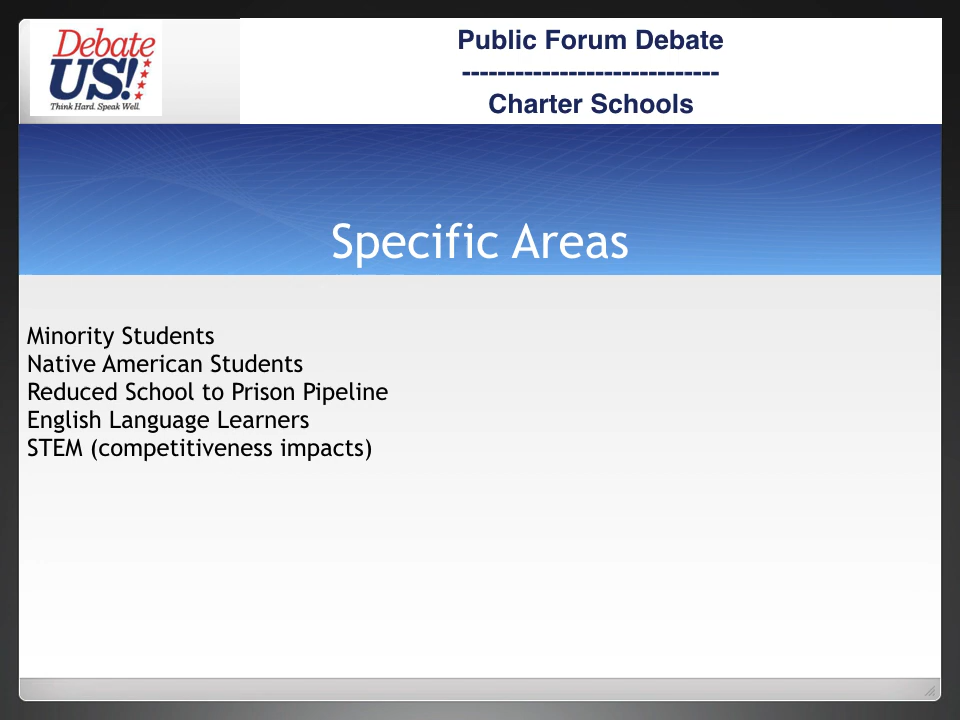 Debate
US!
Think Hard. Speak Well.
Public Forum Debate
-----------------------------
Charter Schools
Specific Areas
Minority Students
Native American Students
Reduced School to Prison Pipeline
English Language Learners
STEM (competitiveness impacts)